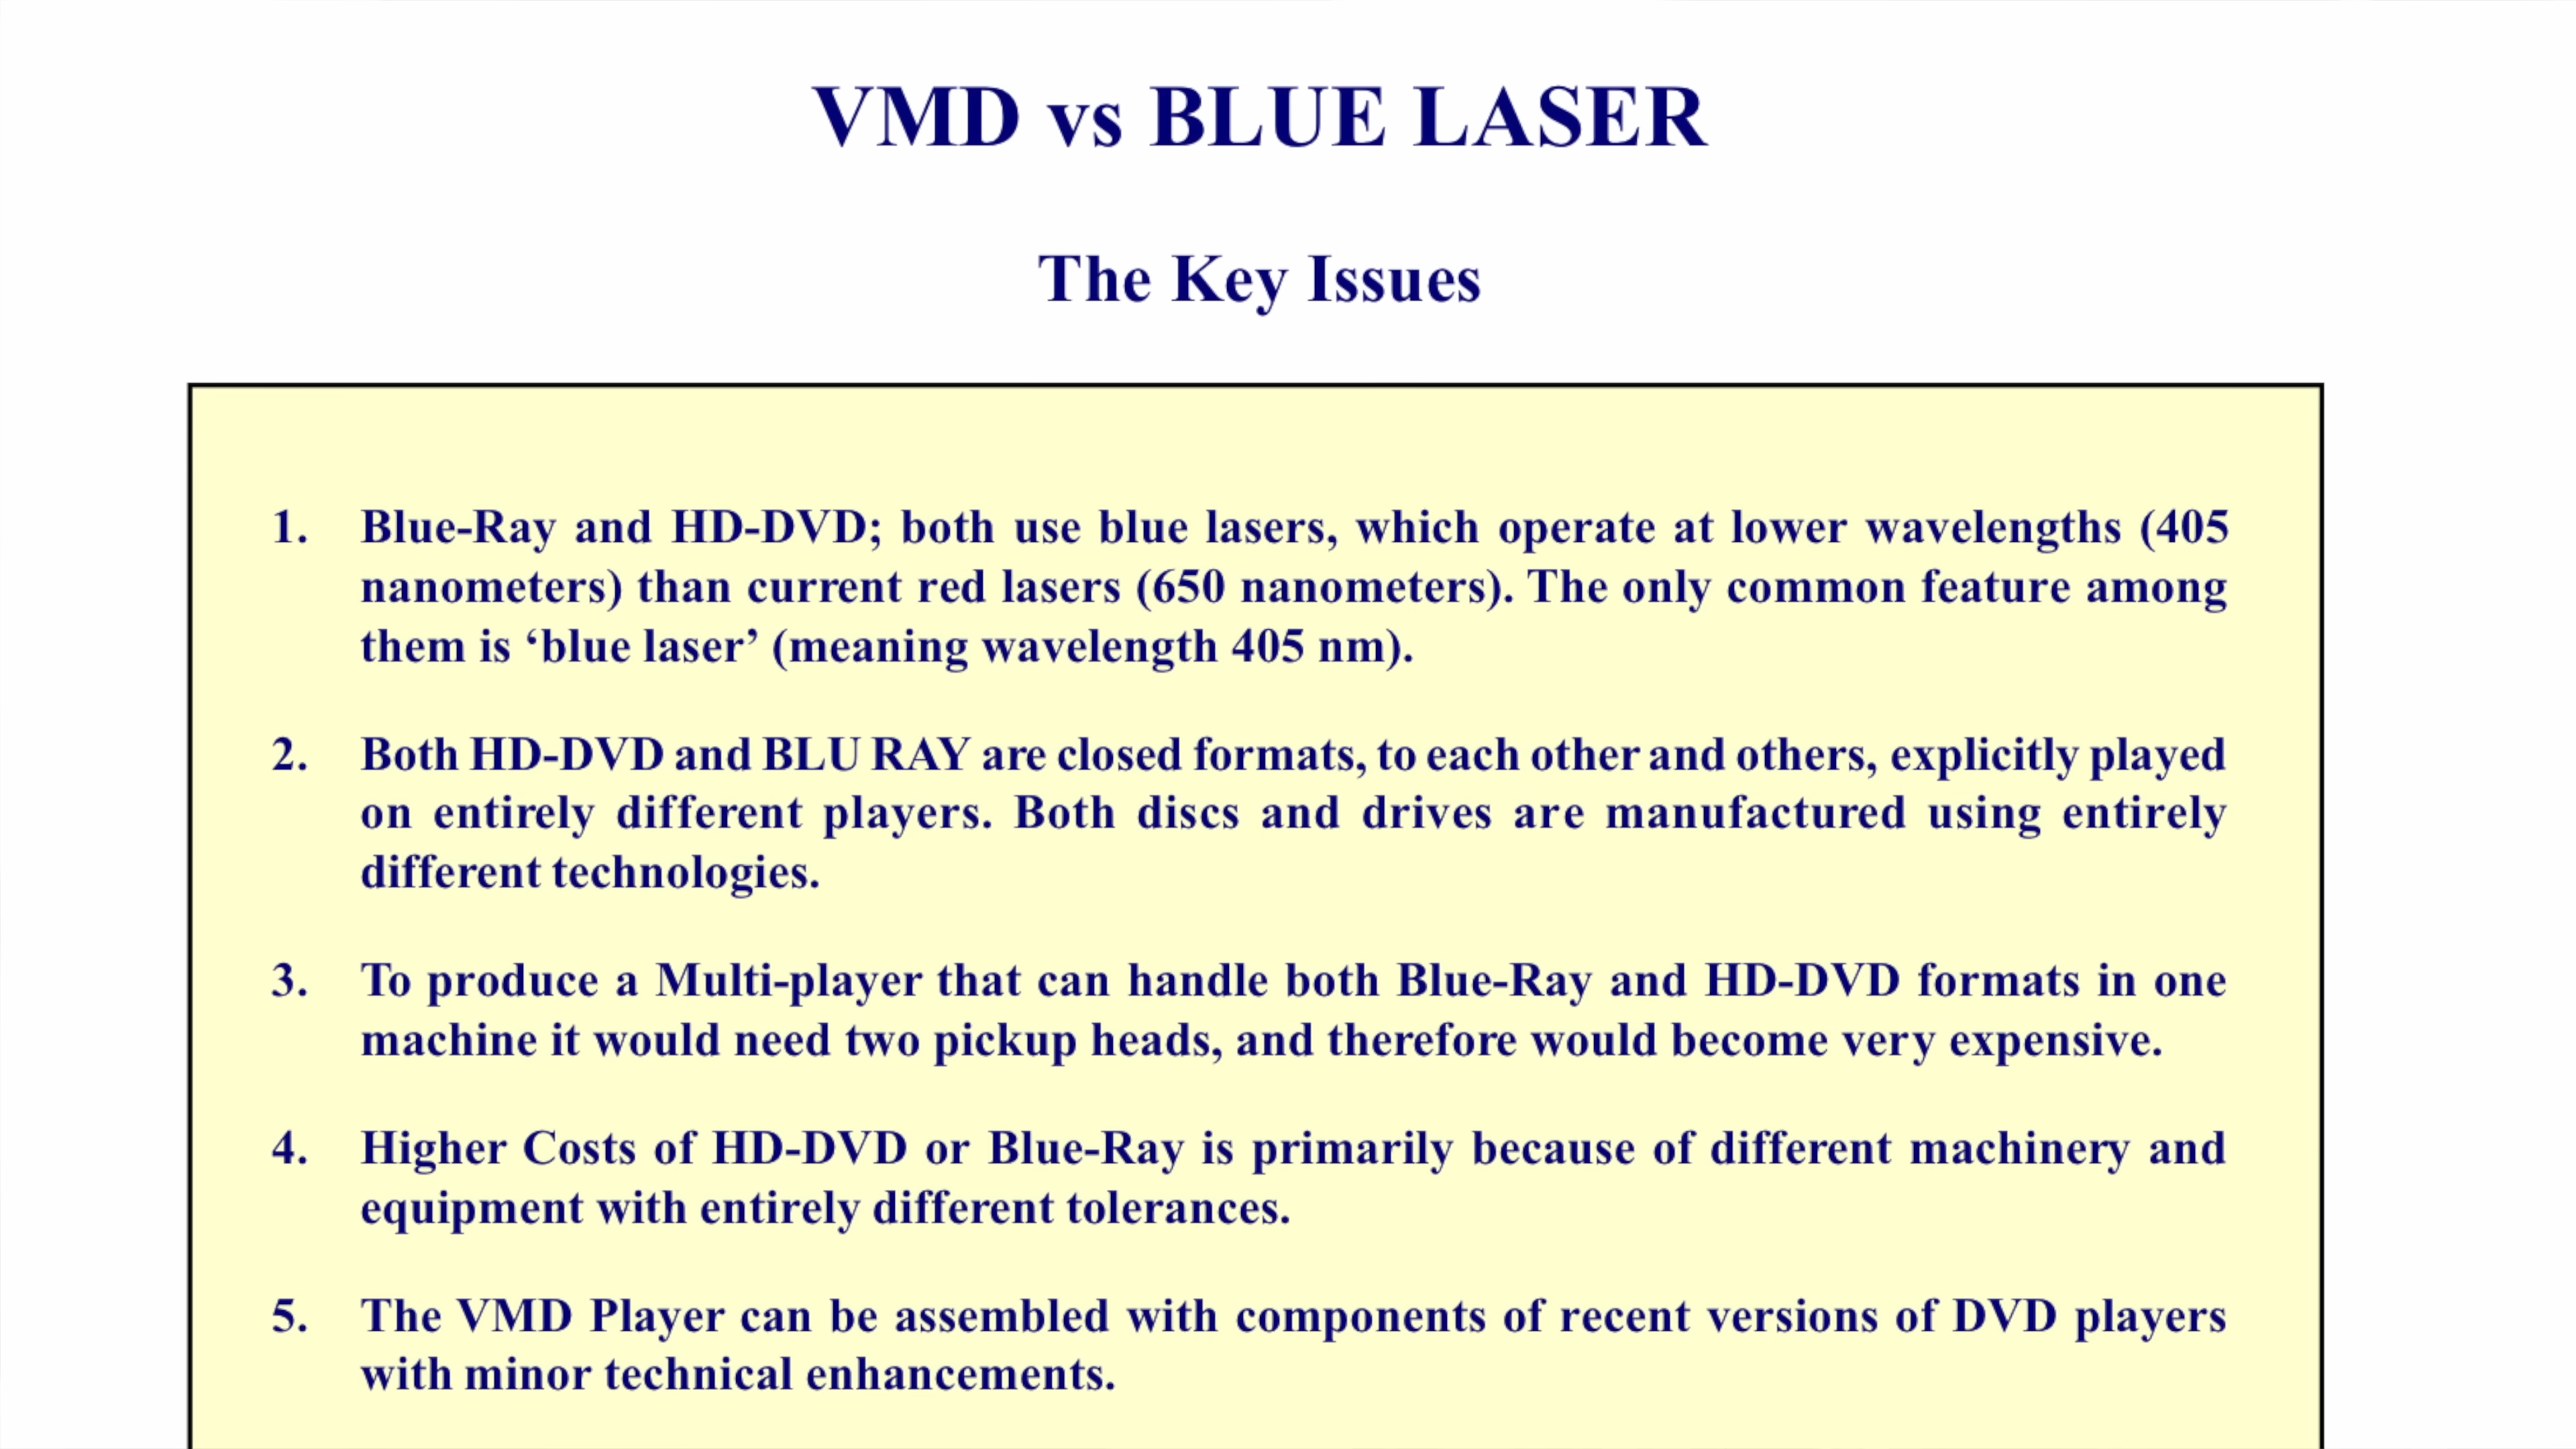 VMD vs BLUE LASER
The Key Issues
1. Blue-Ray and HD-DVD; both use blue lasers, which operate at lower wavelengths (405
nanometers) than current red lasers (650 nanometers). The only common feature among
them is ‘blue laser’ (meaning wavelength 405 nm).
2. Both HD-DVD and BLU RAY are closed formats, to each other and others, explicitly played
on entirely different players. Both discs and drives are manufactured using entirely
different technologies.
3. To produce a Multi-player that can handle both Blue-Ray and HD-DVD formats in one
machine it would need two pickup heads, and therefore would become very expensive.
4. Higher Costs of HD-DVD or Blue-Ray is primarily because of different machinery and
equipment with entirely different tolerances.
5. The VMD Player can be assembled with components of recent versions of DVD players
with minor technical enhancements.